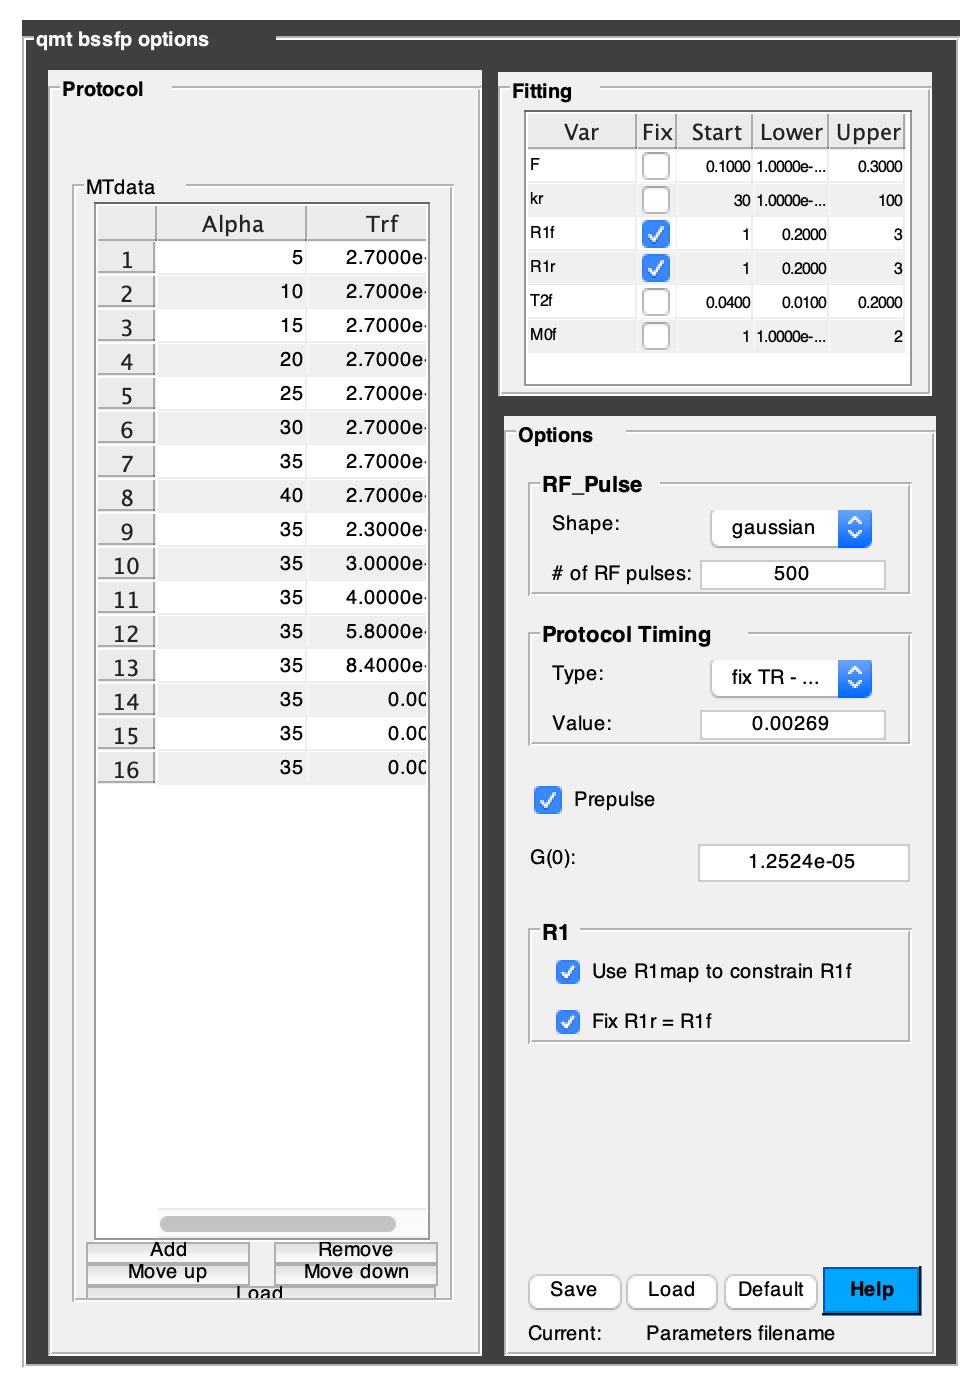 qmt bssfp options
Protocol
MTdata
Alpha Trf
1 5 2.7000e-
2 10 2.7000e-
3 15 2.7000e-
4 20 2.7000e-
5 25 2.7000e-
6 30 2.7000e-
7 35 2.7000e-
8 40 2.7000e-
9 35 2.3000e-
10 35 3.0000e-
11 35 4.0000e-
12 35 5.8000e-
13 35 8.4000e-
14 35 0.00
15 35 0.00
16 35 0.00
Add Remove
Move up Move down
Load
Fitting
Var Fix Start Lower Upper
F 0.1000 1.0000e-... 0.3000
kr 30 1.0000e-... 100
R1f 1 0.2000 3
R1r 1 0.2000 3
T2f 0.0400 0.0100 0.2000
M0f 1 1.0000e-... 2
Options
RF_Pulse
Shape: gaussian
# of RF pulses: 500
Protocol Timing
Type: fix TR - ...
Value: 0.00269
Prepulse
G(0): 1.2524e-05
R1
Use R1map to constrain R1f
Fix R1r = R1f
Save Load Default Help
Current: Parameters filename